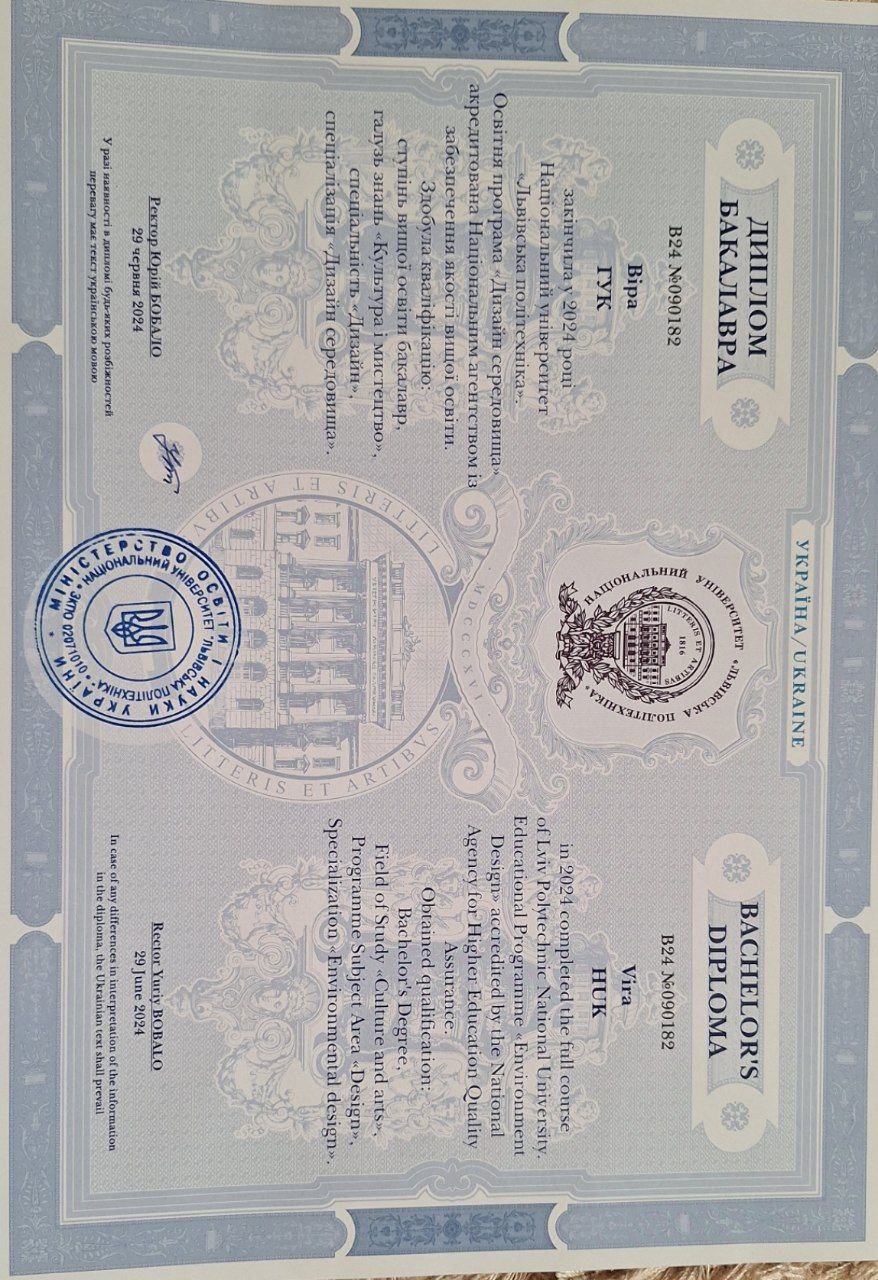 УКРАЇНА/UKRAINE
ДИПЛОМ
БАКАЛАВРА
В24 №090182
Віра
ГУК
закінчила у 2024 році
Національний університет
«Львівська політехніка».
Освітня програма «Дизайн середовища»
акредитована Національним агентством із
забезпечення якості вищої освіти.
Здобула кваліфікацію:
ступінь вищої освіти бакалавр,
галузь знань «Культура і мистецтво»,
спеціальність «Дизайн»,
спеціалізація «Дизайн середовища».
Ректор Юрій БОБАЛО
29 червня 2024
У разі наявності в дипломі будь-яких розбіжностей
перевагу має текст українською мовою
НАЦІОНАЛЬНИЙ УНІВЕРСИТЕТ «ЛЬВІВСЬКА ПОЛІТЕХНІКА»
LITTERIS ET ARTIBVS
1816
MDCCCXVI
LITTERIS ET ARTIBV
LITTERIS ET ARTIBVS
МІНІСТЕРСТВО ОСВІТИ І НАУКИ УКРАЇНИ *
НАЦІОНАЛЬНИЙ УНІВЕРСИТЕТ "ЛЬВІВСЬКА ПОЛІТЕХНІКА" * ЗКПО 02071010 *
BACHELOR'S
DIPLOMA
B24 №090182
Vira
HUK
in 2024 completed the full course
of Lviv Polytechnic National University.
Educational Programme «Environment
Design» accredited by the National
Agency for Higher Education Quality
Assurance.
Obtained qualification:
Bachelor's Degree,
Field of Study «Culture and arts»,
Programme Subject Area «Design»,
Specialization «Environmental design».
Rector Yuriy BOBALO
29 June 2024
In case of any differences in interpretation of the information
in the diploma, the Ukrainian text shall prevail